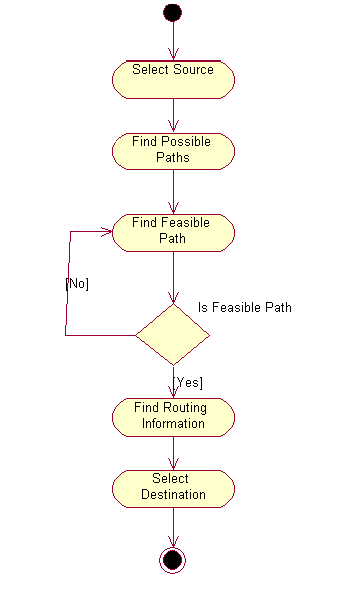 Select Source
Find Possible
Paths
Find Feasible
Path
[No]
Is Feasible Path
[Yes]
Find Routing
Information
Select
Destination